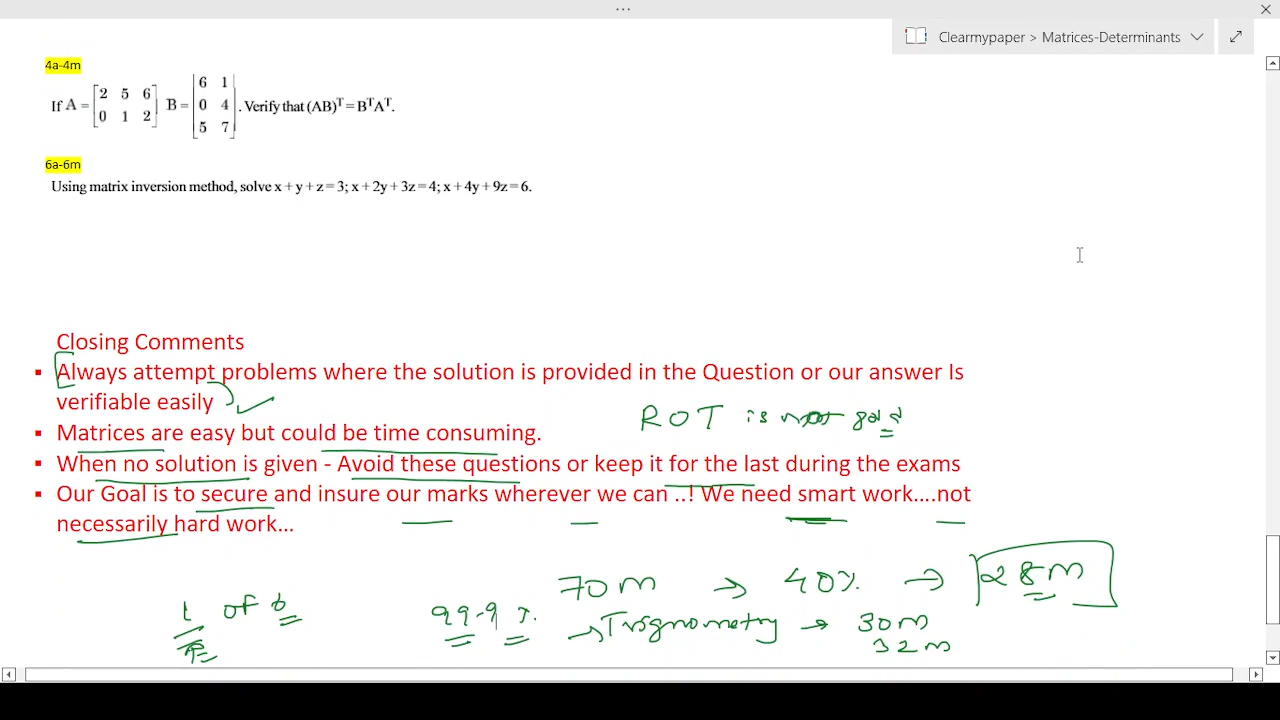 Clearmypaper > Matrices-Determinants
4a-4m
If A = [2 5 6; 0 1 2] B = [6 1; 0 4; 5 7] . Verify that (AB)ᵀ = BᵀAᵀ.
6a-6m
Using matrix inversion method, solve x + y + z = 3; x + 2y + 3z = 4; x + 4y + 9z = 6.
Closing Comments
▪ Always attempt problems where the solution is provided in the Question or our answer Is
verifiable easily
ROT is not good
▪ Matrices are easy but could be time consuming.
▪ When no solution is given - Avoid these questions or keep it for the last during the exams
▪ Our Goal is to secure and insure our marks wherever we can ..! We need smart work....not
necessarily hard work...
70m → 40% → 28m
of 6 99.9 %. → Trignometry → 30m
32m